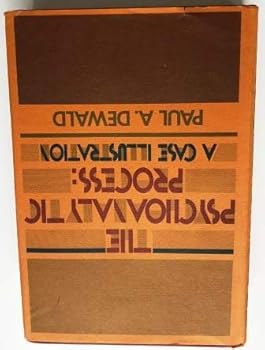 THE
PSYCHOANALYTIC
PROCESS:
A CASE ILLUSTRATION
PAUL A. DEWALD